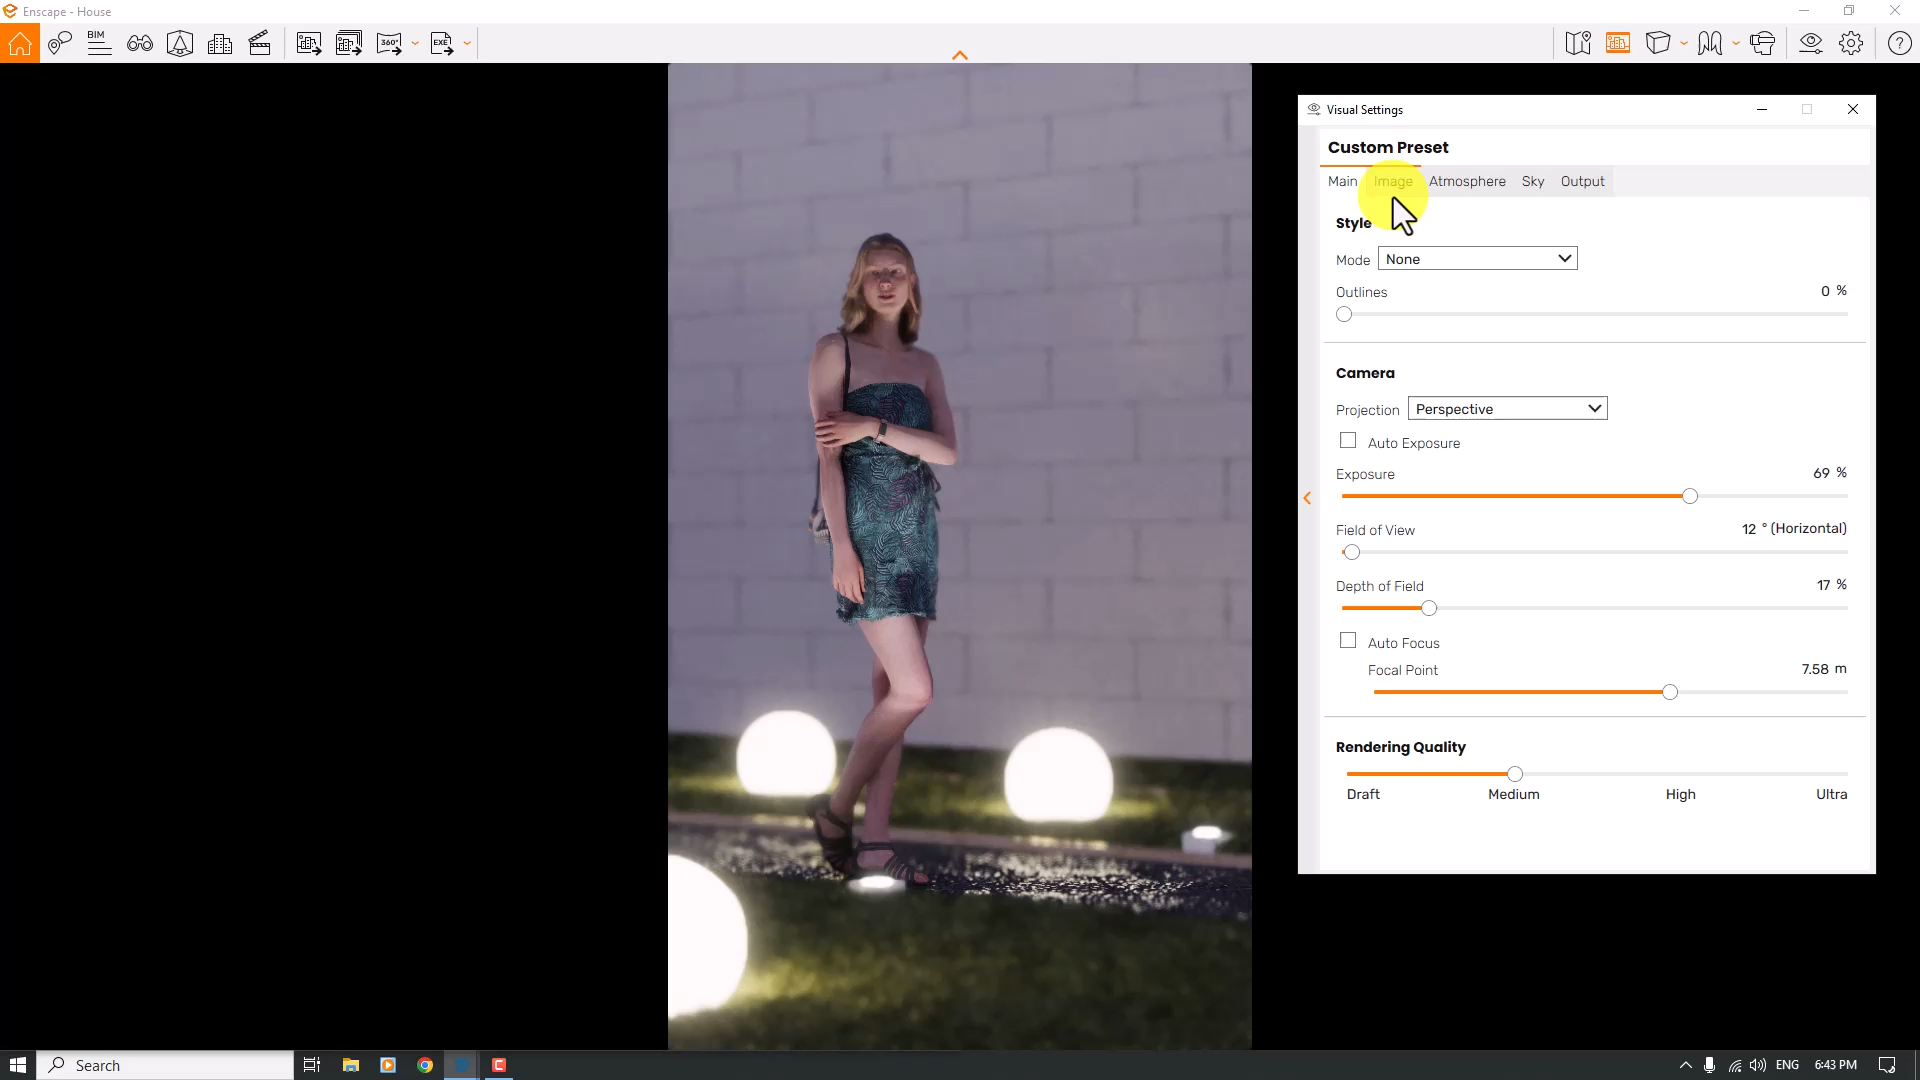 Enscape - House
BIM
360°
EXE
?
Visual Settings
Custom Preset
Main Image Atmosphere Sky Output
Style
Mode None
Outlines 0 %
Camera
Projection Perspective
Auto Exposure
Exposure 69 %
Field of View 12 ° (Horizontal)
Depth of Field 17 %
Auto Focus
Focal Point 7.58 m
Rendering Quality
Draft Medium High Ultra
Search
C
ENG 6:43 PM